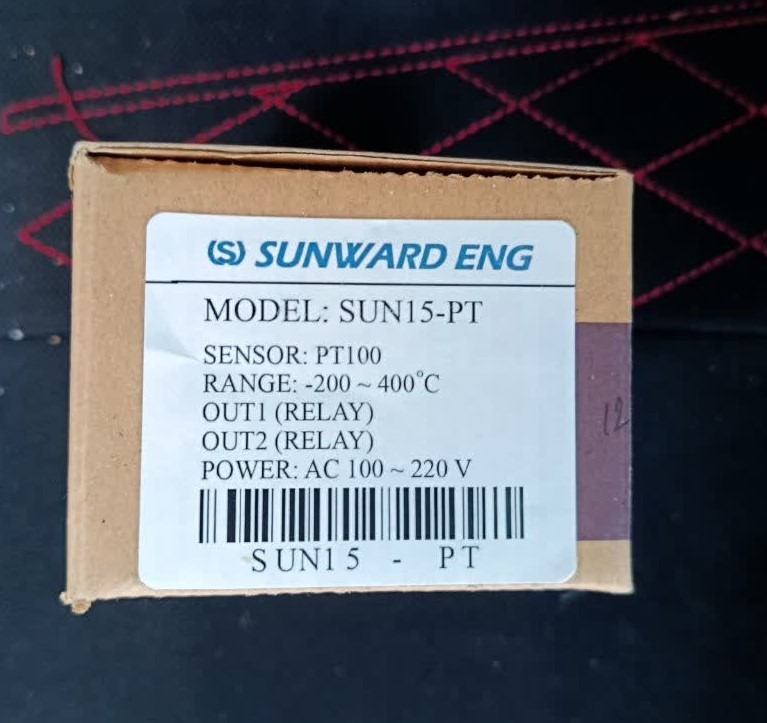 (S) SUNWARD ENG
MODEL: SUN15-PT
SENSOR: PT100
RANGE: -200 ~ 400°C
OUT1 (RELAY)
OUT2 (RELAY)
POWER: AC 100 ~ 220 V
SUN15 - PT
12